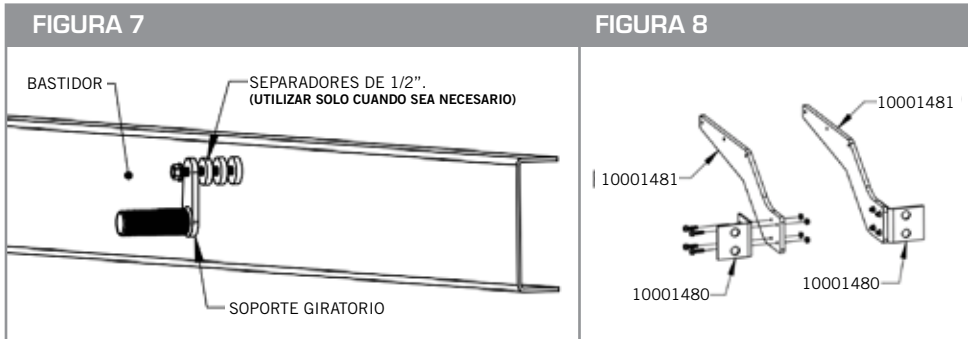 FIGURA 7
BASTIDOR
SEPARADORES DE 1/2”.
(UTILIZAR SOLO CUANDO SEA NECESARIO)
SOPORTE GIRATORIO
FIGURA 8
10001481
10001481
10001480
10001480